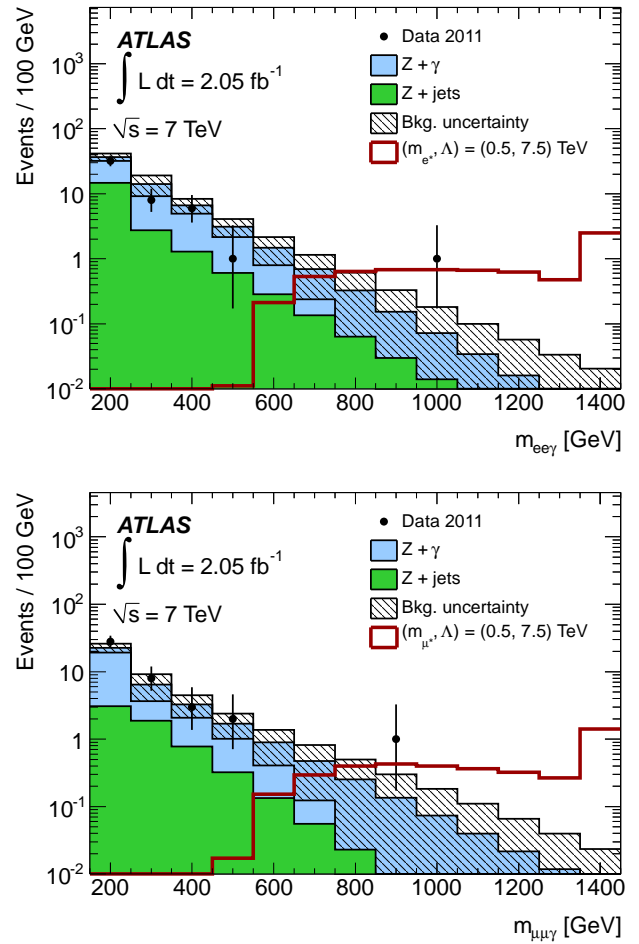 ATLAS
∫ L dt = 2.05 fb⁻¹
√s = 7 TeV
Data 2011
Z + γ
Z + jets
Bkg. uncertainty
(m_e*, Λ) = (0.5, 7.5) TeV
Events / 100 GeV
10³
10²
10
1
10⁻¹
10⁻²
200 400 600 800 1000 1200 1400
m_eeγ [GeV]
ATLAS
∫ L dt = 2.05 fb⁻¹
√s = 7 TeV
Data 2011
Z + γ
Z + jets
Bkg. uncertainty
(m_μ*, Λ) = (0.5, 7.5) TeV
Events / 100 GeV
10³
10²
10
1
10⁻¹
10⁻²
200 400 600 800 1000 1200 1400
m_μμγ [GeV]